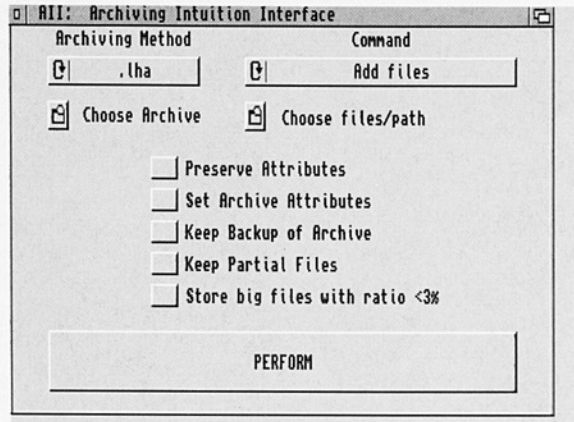 AII: Archiving Intuition Interface
Archiving Method Command
.lha Add files
Choose Archive Choose files/path
Preserve Attributes
Set Archive Attributes
Keep Backup of Archive
Keep Partial Files
Store big files with ratio <3%
PERFORM